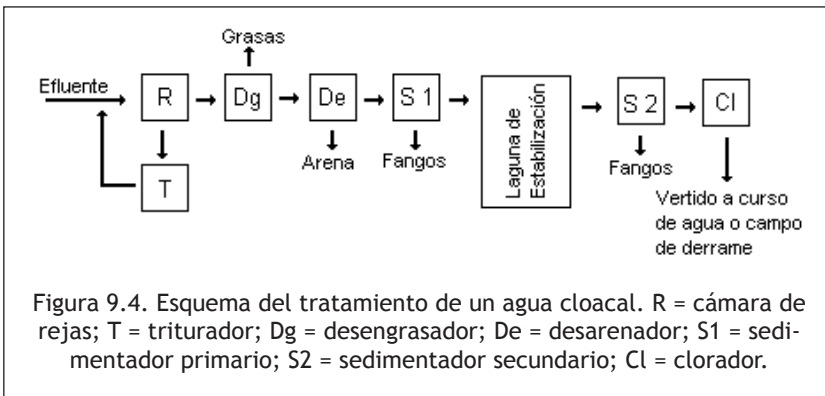 Grasas
Efluente
R
Dg
De
S 1
Laguna de
Estabilización
S 2
Cl
T
Arena
Fangos
Fangos
Vertido a curso
de agua o campo
de derrame
Figura 9.4. Esquema del tratamiento de un agua cloacal. R = cámara de
rejas; T = triturador; Dg = desengrasador; De = desarenador; S1 = sedi-
mentador primario; S2 = sedimentador secundario; Cl = clorador.